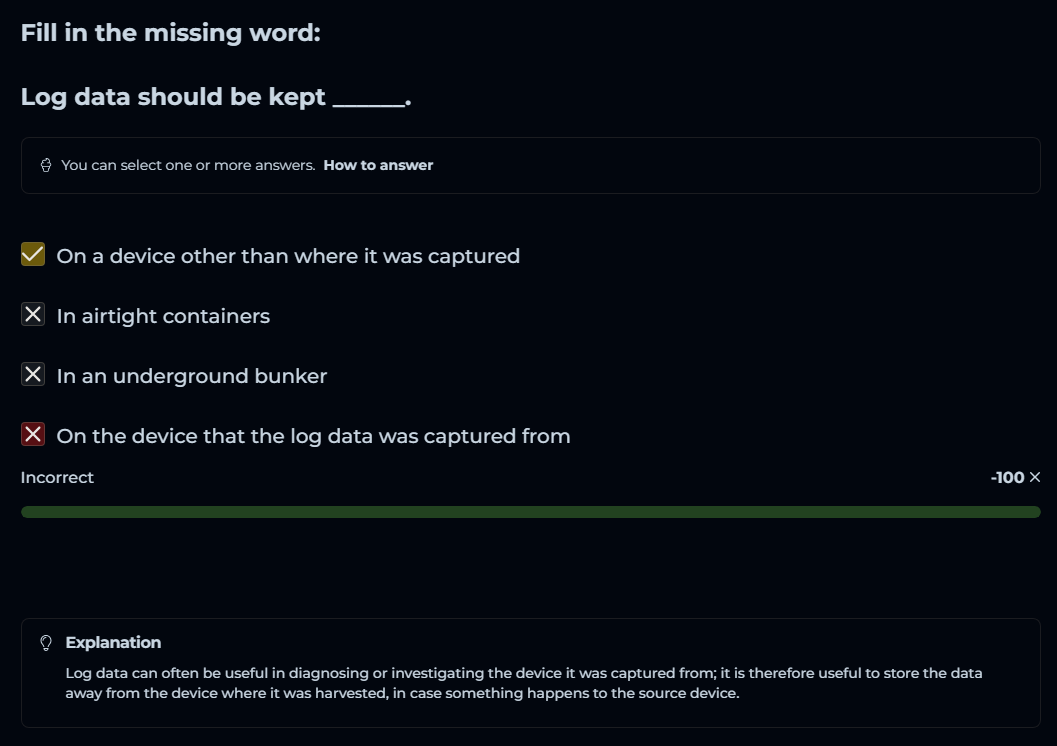 Fill in the missing word:
Log data should be kept ______.
You can select one or more answers. How to answer
On a device other than where it was captured
In airtight containers
In an underground bunker
On the device that the log data was captured from
Incorrect
-100 ×
Explanation
Log data can often be useful in diagnosing or investigating the device it was captured from; it is therefore useful to store the data
away from the device where it was harvested, in case something happens to the source device.